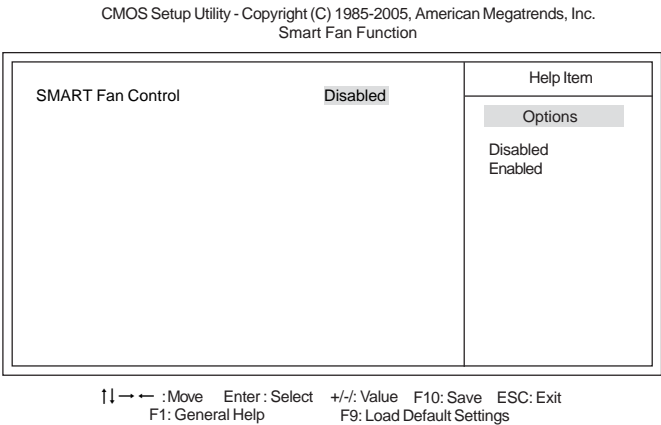 CMOS Setup Utility - Copyright (C) 1985-2005, American Megatrends, Inc.
Smart Fan Function
SMART Fan Control Disabled
Help Item
Options
Disabled
Enabled
↑↓→← : Move Enter : Select +/-/: Value F10: Save ESC: Exit
F1: General Help F9: Load Default Settings